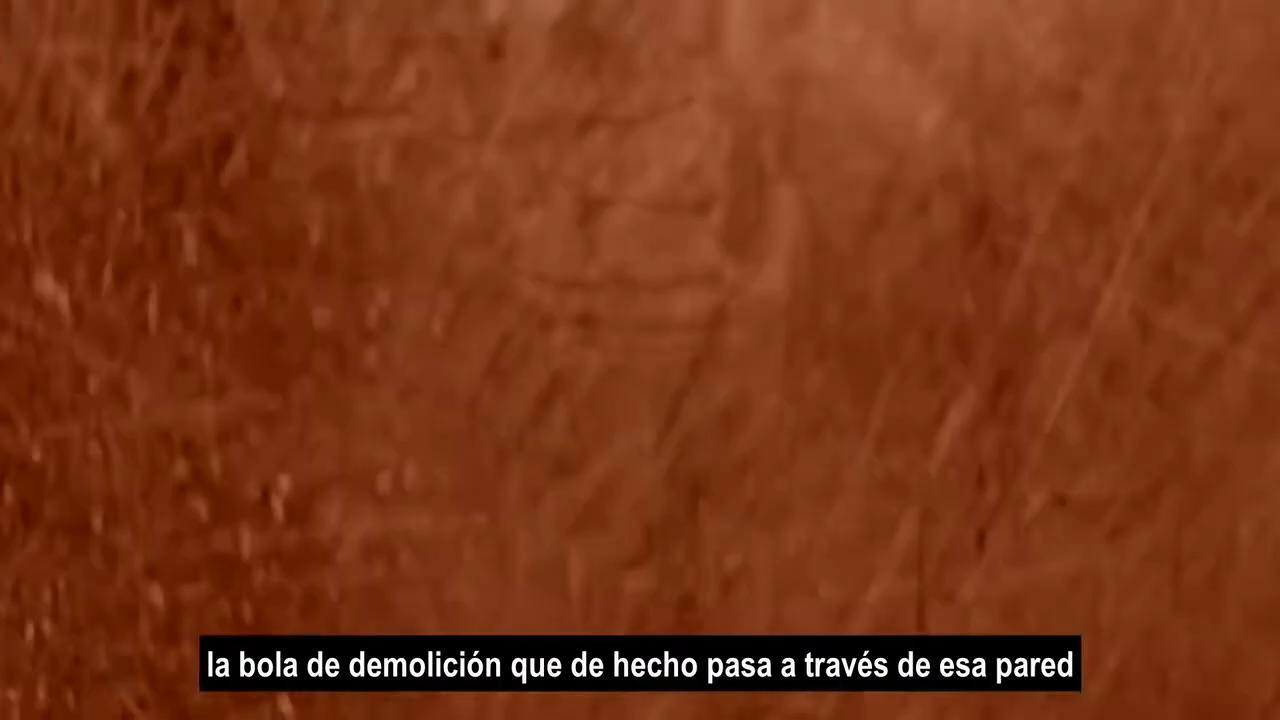 la bola de demolición que de hecho pasa a través de esa pared